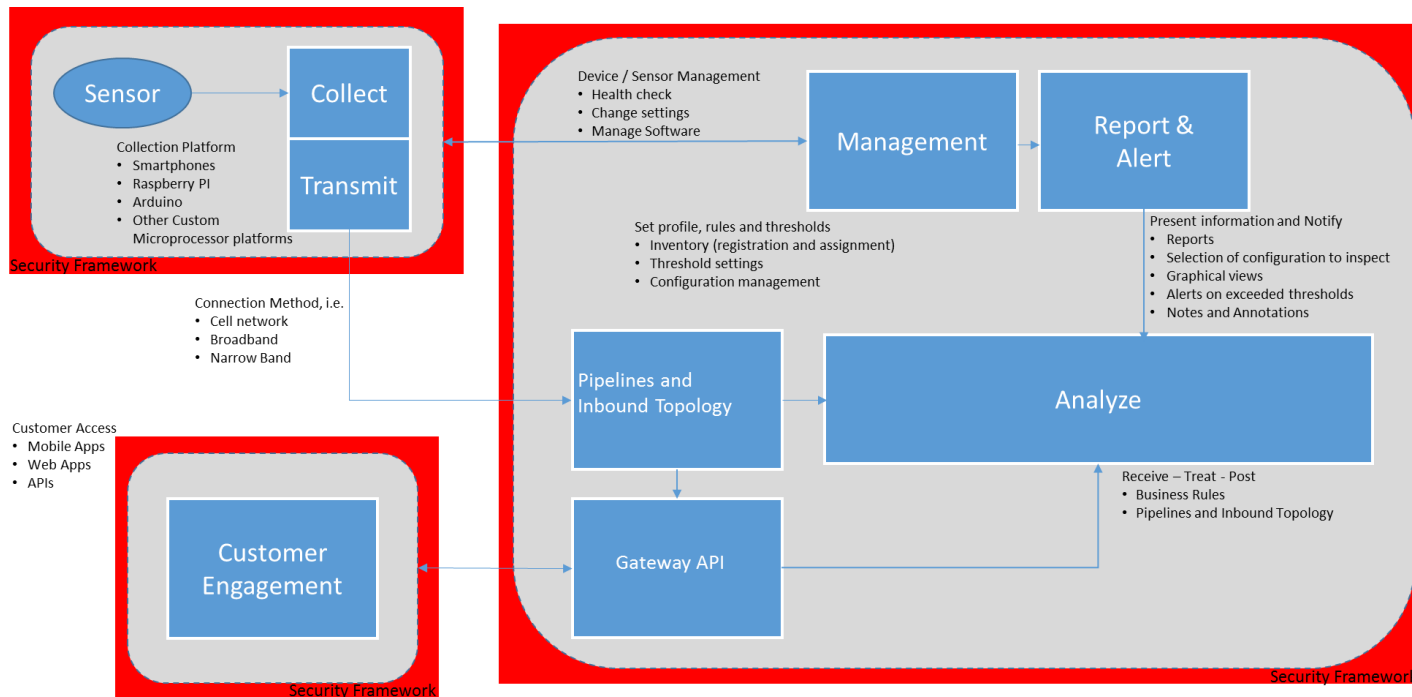 Sensor
Collect
Transmit
Collection Platform
• Smartphones
• Raspberry PI
• Arduino
• Other Custom
Microprocessor platforms
Security Framework
Device / Sensor Management
• Health check
• Change settings
• Manage Software
Management
Report &
Alert
Set profile, rules and thresholds
• Inventory (registration and assignment)
• Threshold settings
• Configuration management
Present information and Notify
• Reports
• Selection of configuration to inspect
• Graphical views
• Alerts on exceeded thresholds
• Notes and Annotations
Connection Method, i.e.
• Cell network
• Broadband
• Narrow Band
Pipelines and
Inbound Topology
Analyze
Customer Access
• Mobile Apps
• Web Apps
• APIs
Receive – Treat - Post
• Business Rules
• Pipelines and Inbound Topology
Customer
Engagement
Gateway API
Security Framework
Security Framework